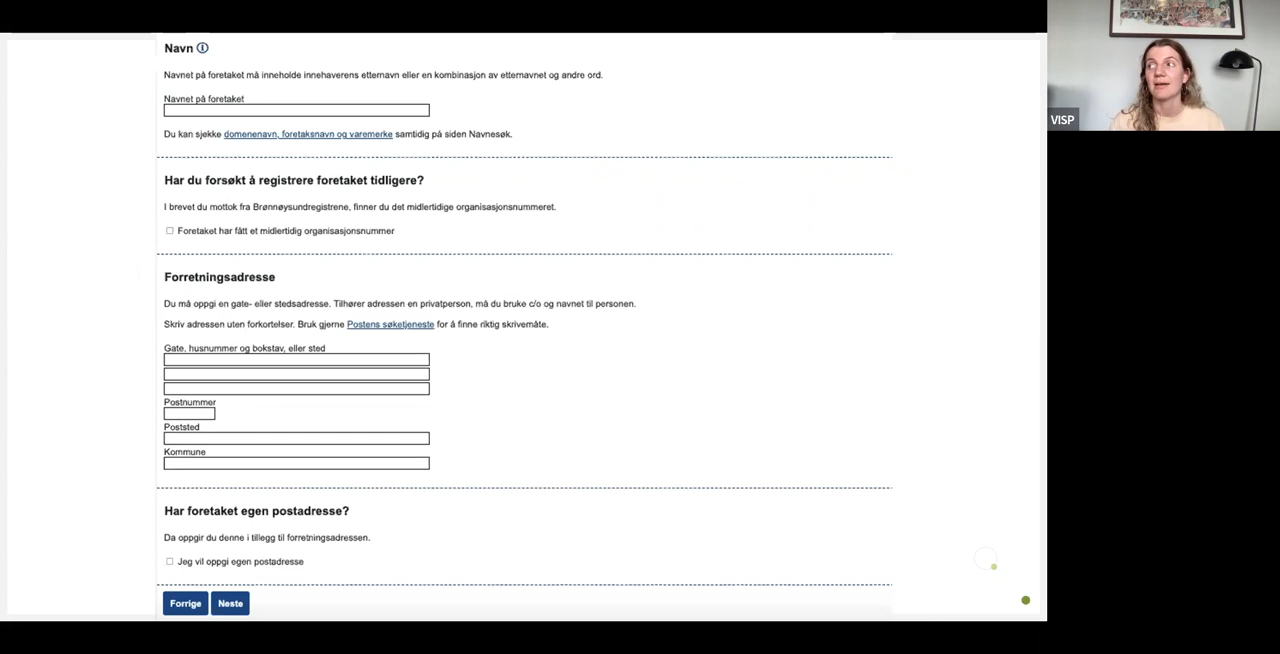 Navn
Navnet på foretaket må inneholde innehaverens etternavn eller en kombinasjon av etternavnet og andre ord.
Navnet på foretaket
Du kan sjekke domenenavn, foretaksnavn og varemerke samtidig på siden Navnesøk.
Har du forsøkt å registrere foretaket tidligere?
I brevet du mottok fra Brønnøysundregistrene, finner du det midlertidige organisasjonsnummeret.
Foretaket har fått et midlertidig organisasjonsnummer
Forretningsadresse
Du må oppgi en gate- eller stedsadresse. Tilhører adressen en privatperson, må du bruke c/o og navnet til personen.
Skriv adressen uten forkortelser. Bruk gjerne Postens søketjeneste for å finne riktig skrivemåte.
Gate, husnummer og bokstav, eller sted
Postnummer
Poststed
Kommune
Har foretaket egen postadresse?
Da oppgir du denne i tillegg til forretningsadressen.
Jeg vil oppgi egen postadresse
Forrige Neste
VISP